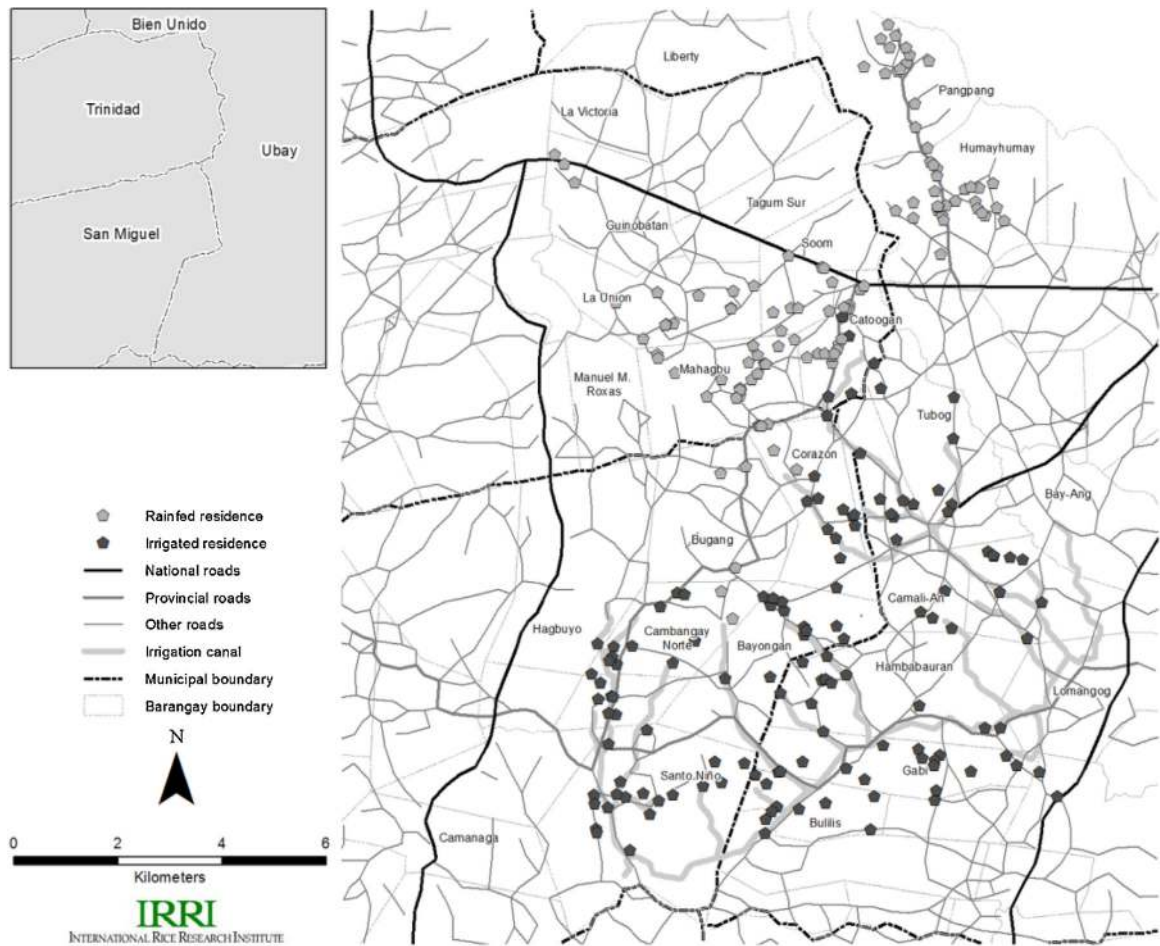 Bien Unido
Trinidad
Ubay
San Miguel
Liberty
La Victoria
Pangpang
Humayhumay
Tagum Sur
Guinobatan
Soom
La Union
Catoogan
Mahagbu
Manuel M.
Roxas
Tubog
Corazon
Bay-Ang
Bugang
Camali-An
Hagbuyo
Cambangay
Norte
Bayongan
Hambabauran
Lomangog
Santo Niño
Gabi
Bulilis
Camanaga
Rainfed residence
Irrigated residence
National roads
Provincial roads
Other roads
Irrigation canal
Municipal boundary
Barangay boundary
N
0 2 4 6
Kilometers
IRRI
INTERNATIONAL RICE RESEARCH INSTITUTE